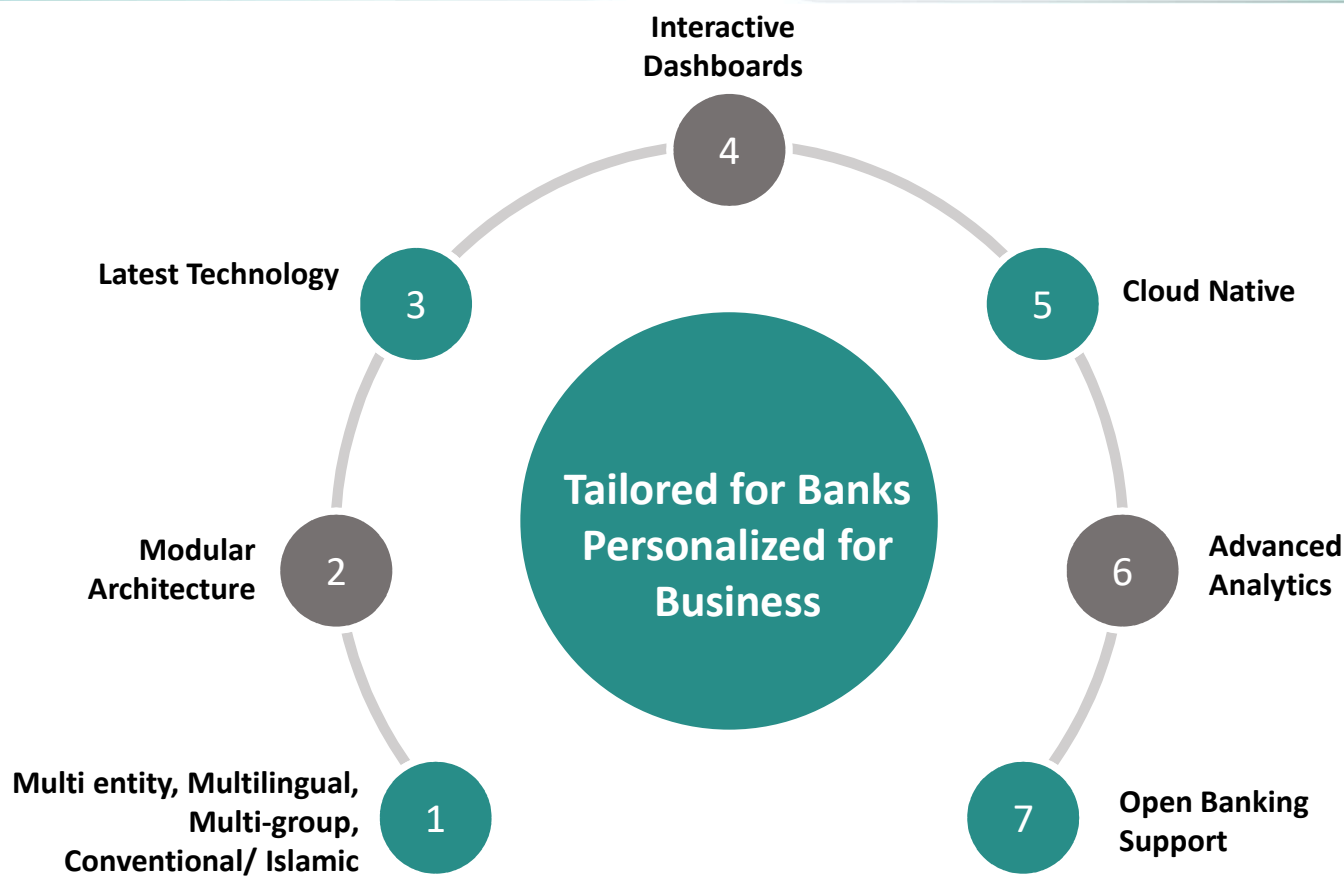 Interactive
Dashboards
4
Latest Technology
3
5
Cloud Native
Tailored for Banks
Personalized for
Business
Modular
Architecture
2
6
Advanced
Analytics
Multi entity, Multilingual,
Multi-group,
Conventional/ Islamic
1
7
Open Banking
Support